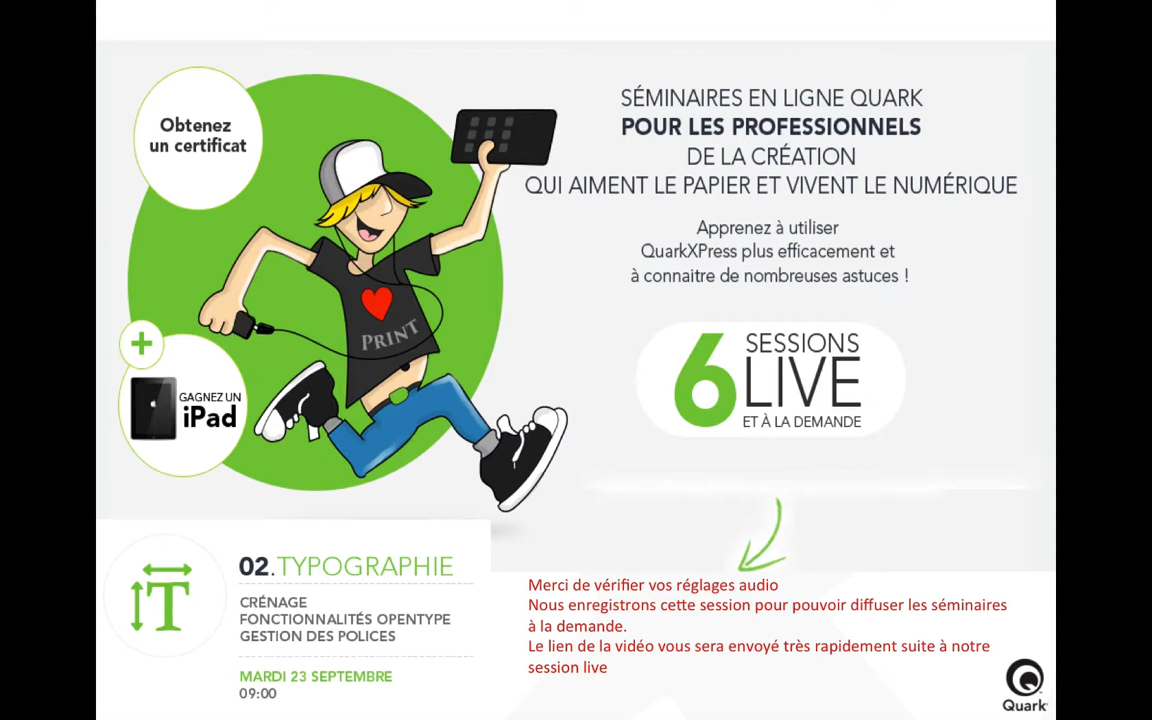 Obtenez
un certificat
SÉMINAIRES EN LIGNE QUARK
POUR LES PROFESSIONNELS
DE LA CRÉATION
QUI AIMENT LE PAPIER ET VIVENT LE NUMÉRIQUE
Apprenez à utiliser
QuarkXPress plus efficacement et
à connaitre de nombreuses astuces !
PRINT
+
GAGNEZ UN
iPad
6 SESSIONS
LIVE
ET À LA DEMANDE
T
02.TYPOGRAPHIE
CRÉNAGE
FONCTIONNALITÉS OPENTYPE
GESTION DES POLICES
MARDI 23 SEPTEMBRE
09:00
Merci de vérifier vos réglages audio
Nous enregistrons cette session pour pouvoir diffuser les séminaires
à la demande.
Le lien de la vidéo vous sera envoyé très rapidement suite à notre
session live
Quark